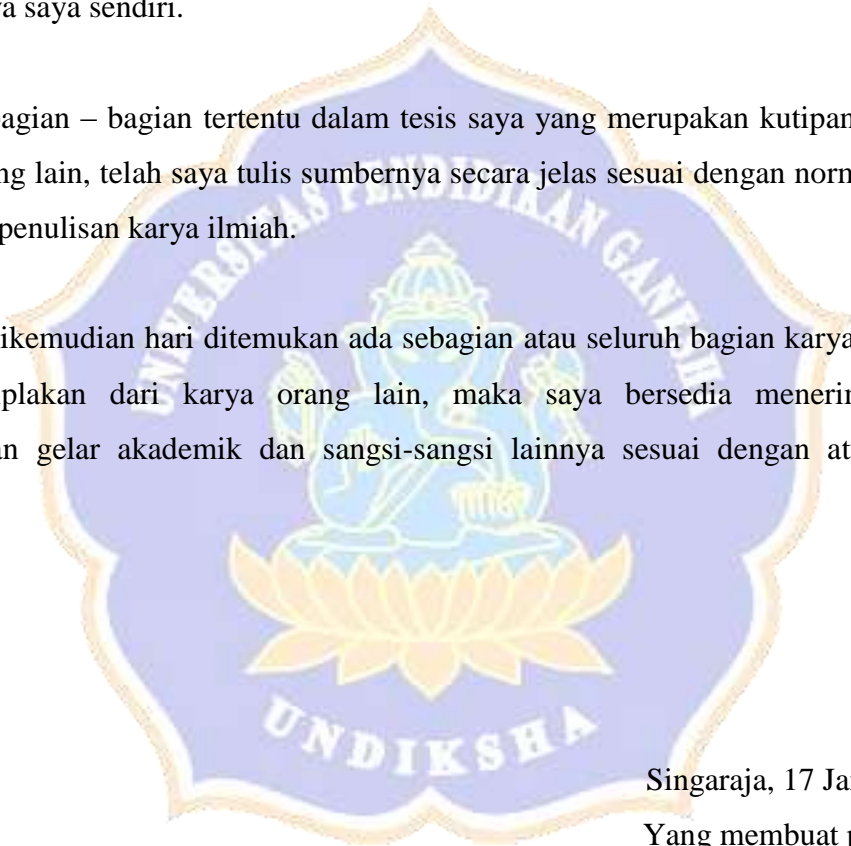 saya sendiri.
agian – bagian tertentu dalam tesis saya yang merupakan kutipan
ng lain, telah saya tulis sumbernya secara jelas sesuai dengan norm
penulisan karya ilmiah.
UNIVERSITAS PENDIDIKAN GANESHA
ikemudian hari ditemukan ada sebagian atau seluruh bagian karya
plakan dari karya orang lain, maka saya bersedia menerin
an gelar akademik dan sangsi-sangsi lainnya sesuai dengan at
UNDIKSHA
Singaraja, 17 Ja
Yang membuat p